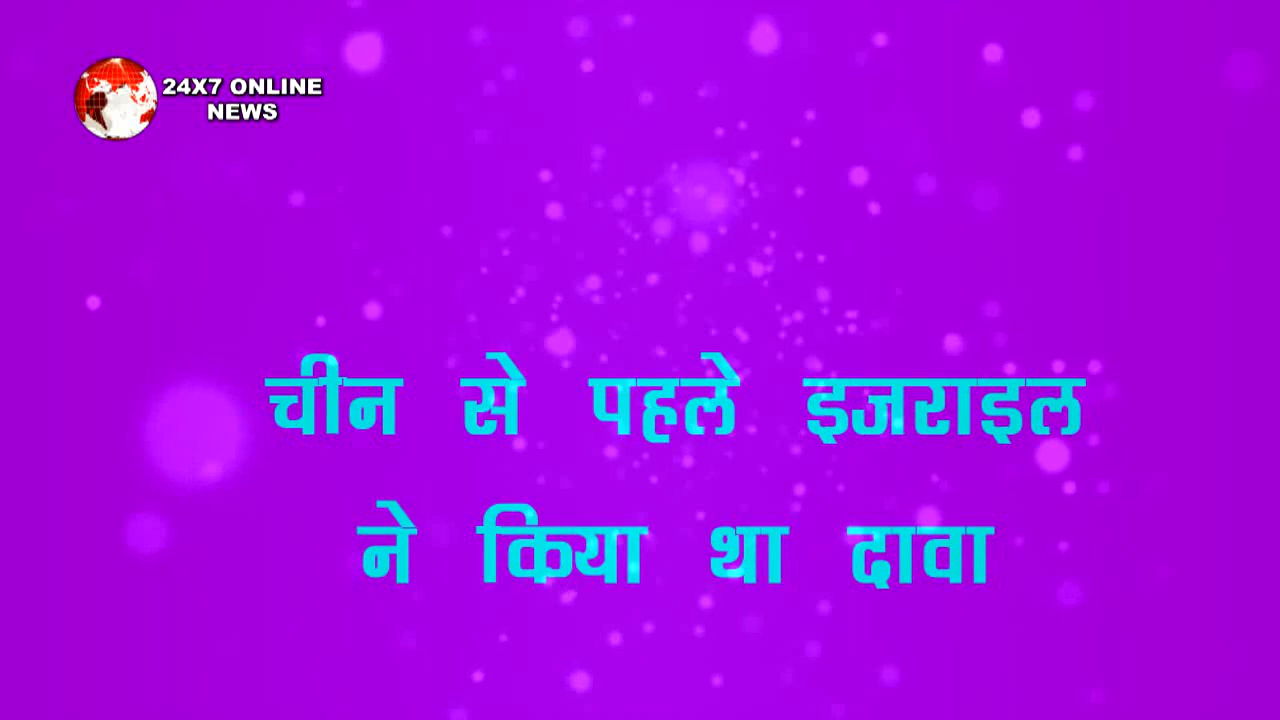 24X7 ONLINE
NEWS
चीन से पहले इजराइल
ने किया था दावा